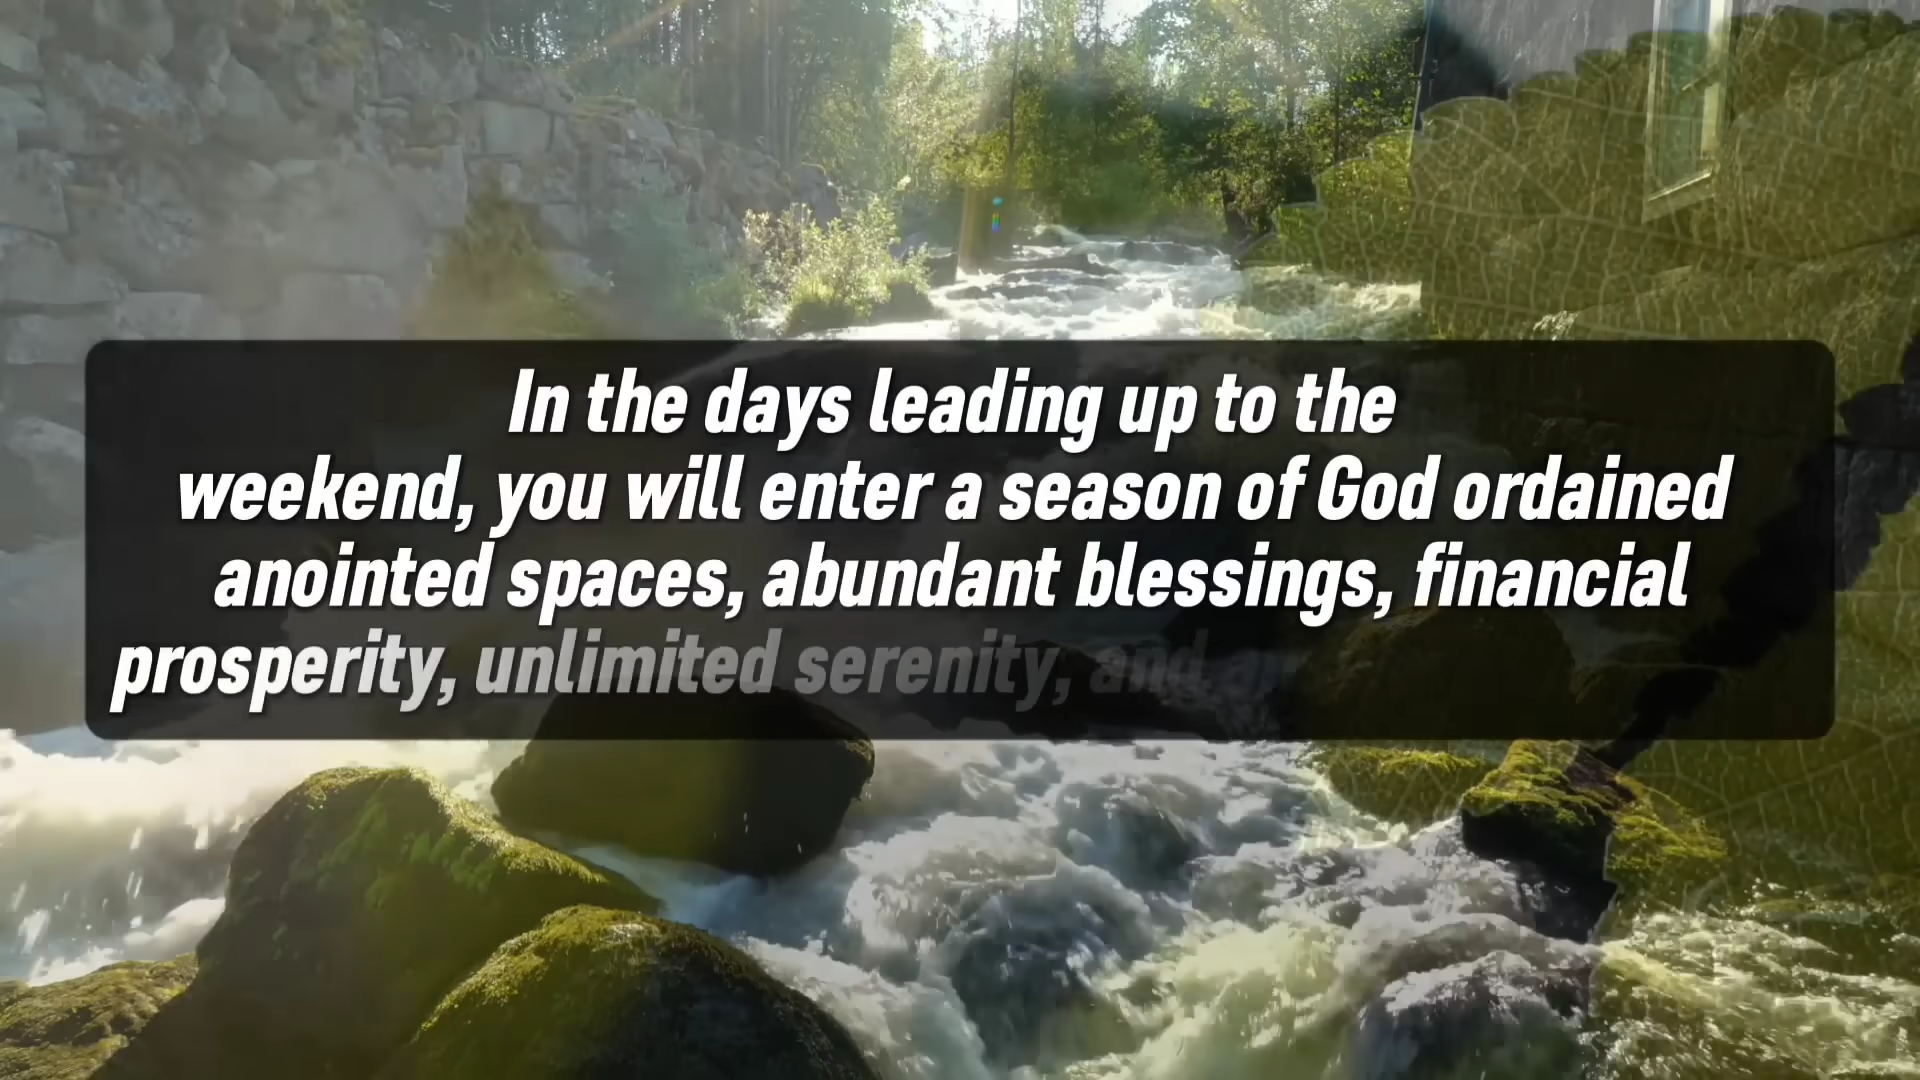 In the days leading up to the
weekend, you will enter a season of God ordained
anointed spaces, abundant blessings, financial
prosperity, unlimited serenity, and